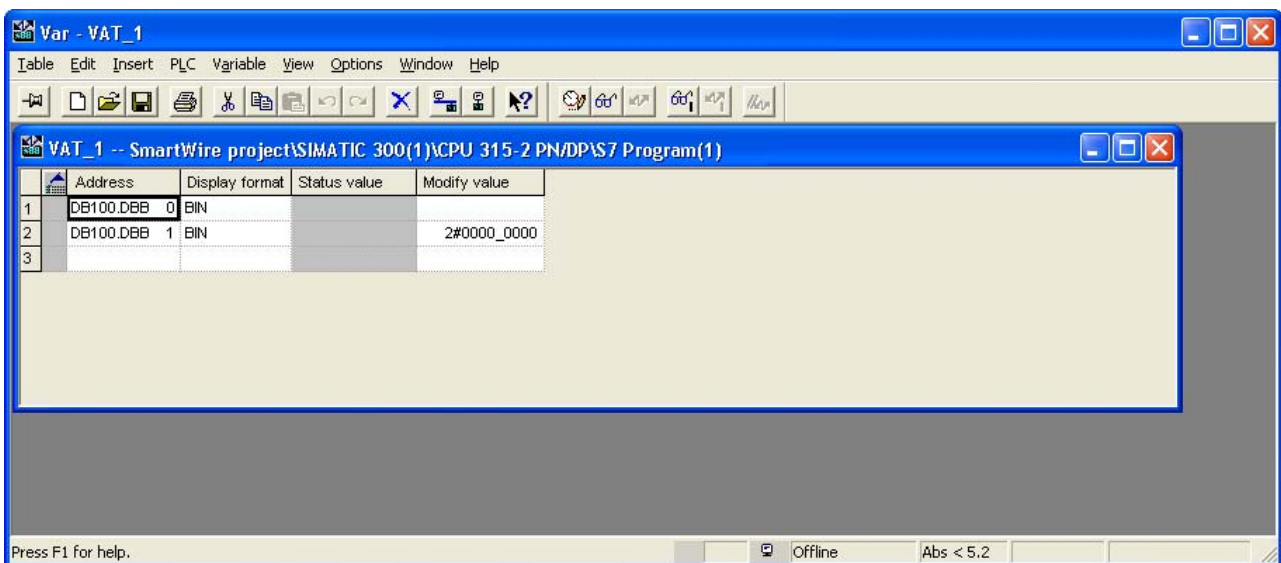 Var - VAT_1
Table Edit Insert PLC Variable View Options Window Help
VAT_1 -- SmartWire project\SIMATIC 300(1)\CPU 315-2 PN/DP\S7 Program(1)
Address Display format Status value Modify value
1 DB100.DBB 0 BIN
2 DB100.DBB 1 BIN 2#0000_0000
3
Press F1 for help. Offline Abs < 5.2